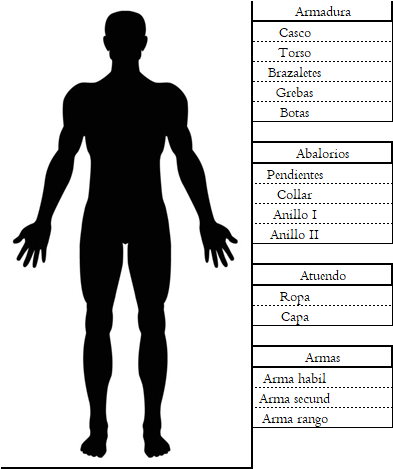 Armadura
Casco
Torso
Brazaletes
Grebas
Botas
Abalorios
Pendientes
Collar
Anillo I
Anillo II
Atuendo
Ropa
Capa
Armas
Arma habil
Arma secund
Arma rango